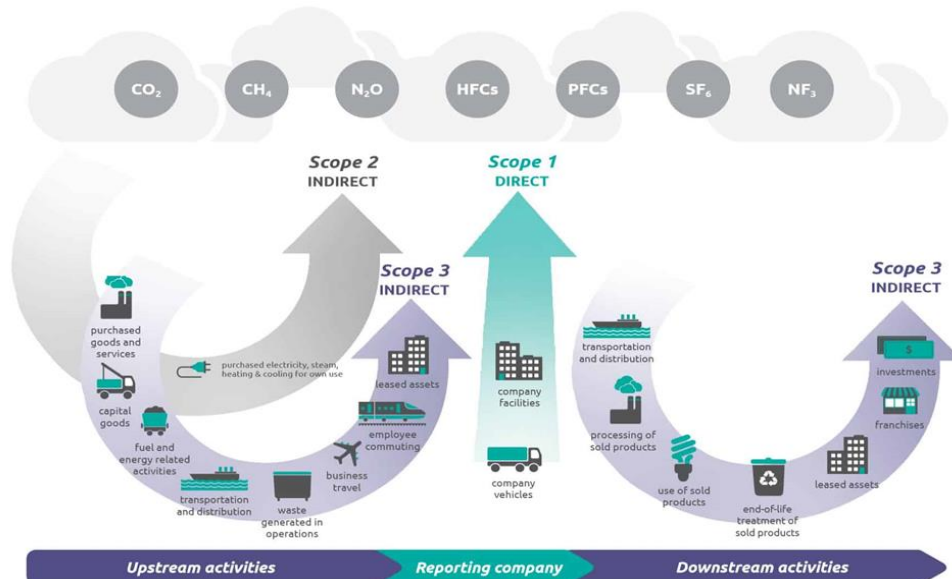 CO₂
CH₄
N₂O
HFCs
PFCs
SF₆
NF₃
Scope 2
INDIRECT
Scope 1
DIRECT
Scope 3
INDIRECT
Scope 3
INDIRECT
purchased
goods and
services
capital
goods
fuel and
energy related
activities
transportation
and distribution
waste
generated in
operations
business
travel
employee
commuting
leased assets
purchased electricity, steam,
heating & cooling for own use
company
facilities
company
vehicles
transportation
and distribution
processing of
sold products
use of sold
products
end-of-life
treatment of
sold products
leased assets
franchises
$
investments
Upstream activities
Reporting company
Downstream activities